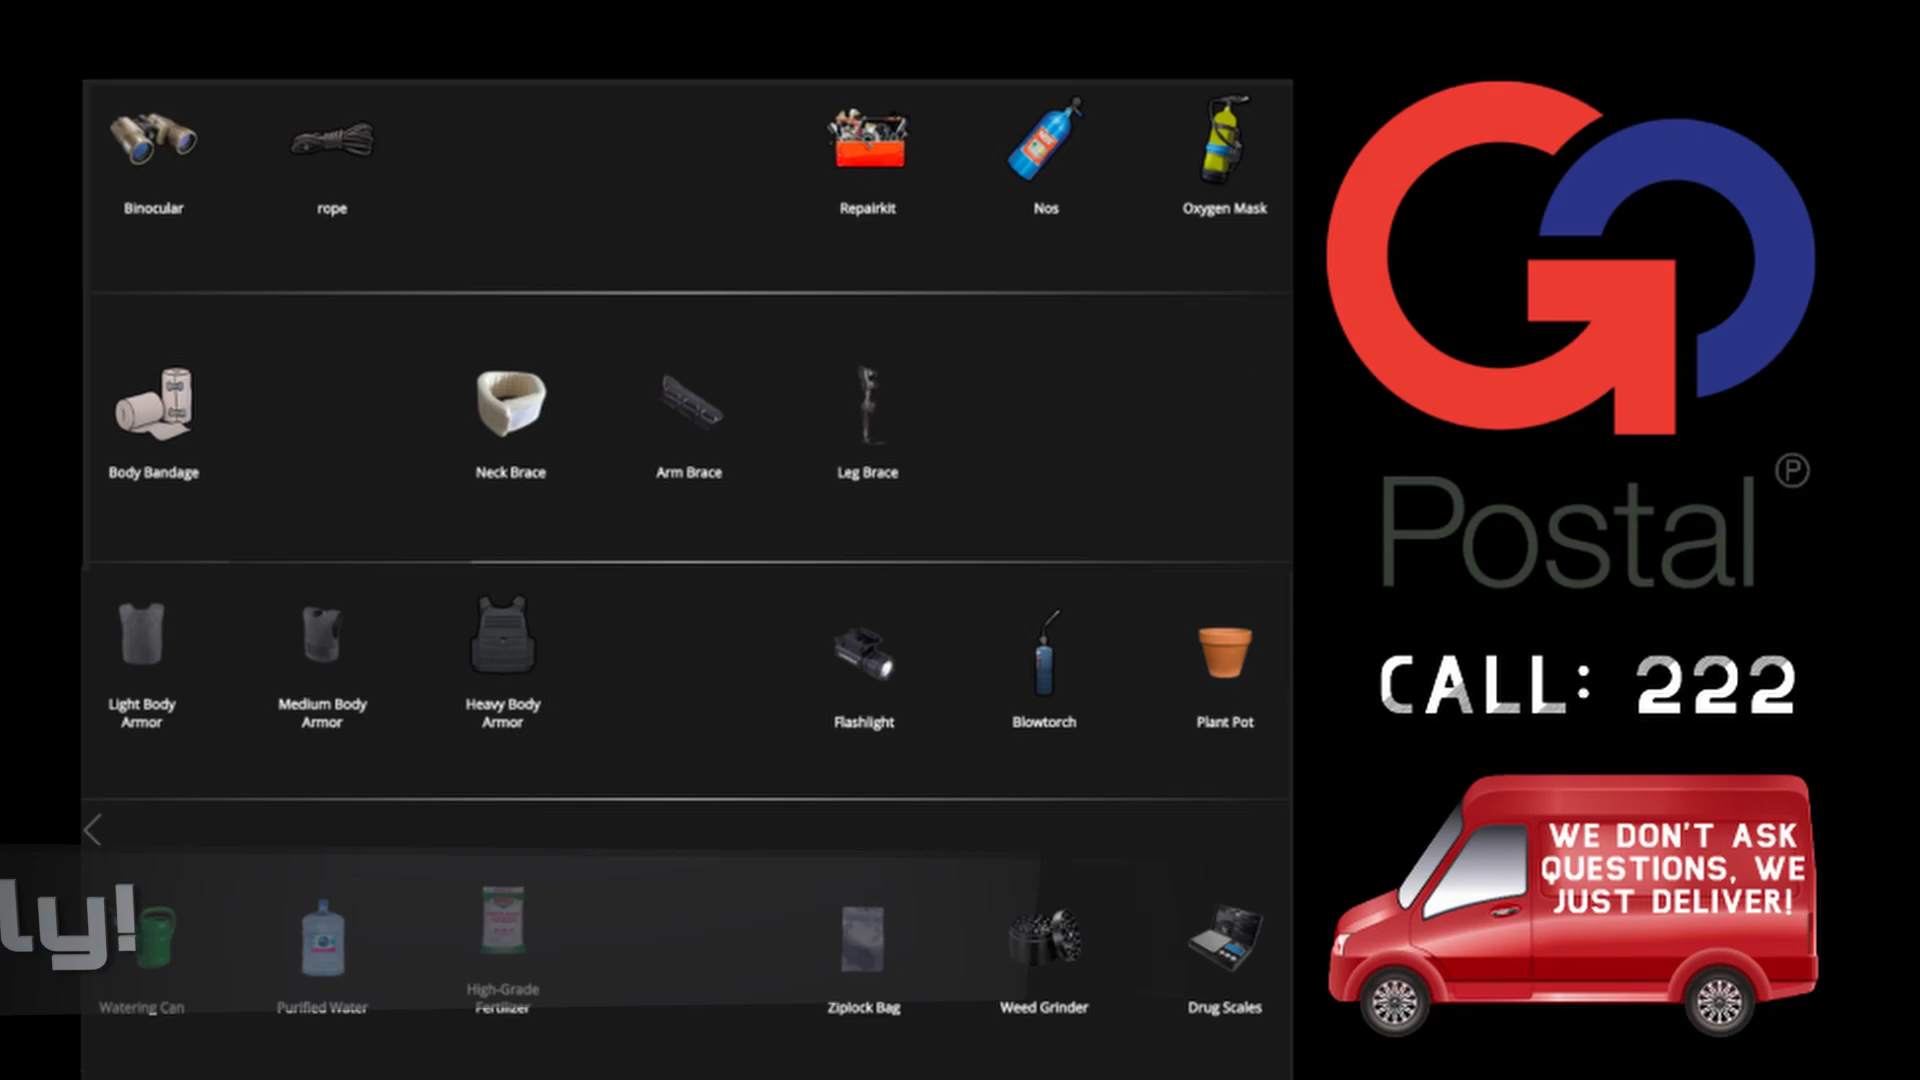 Binocular
rope
Repairkit
Nos
Oxygen Mask
Body Bandage
Neck Brace
Arm Brace
Leg Brace
Light Body
Armor
Medium Body
Armor
Heavy Body
Armor
Flashlight
Blowtorch
Plant Pot
ly!
Watering Can
Purified Water
High-Grade
Fertilizer
Ziplock Bag
Weed Grinder
Drug Scales
GO
Postal ℗
CALL: 222
WE DON'T ASK
QUESTIONS, WE
JUST DELIVER!